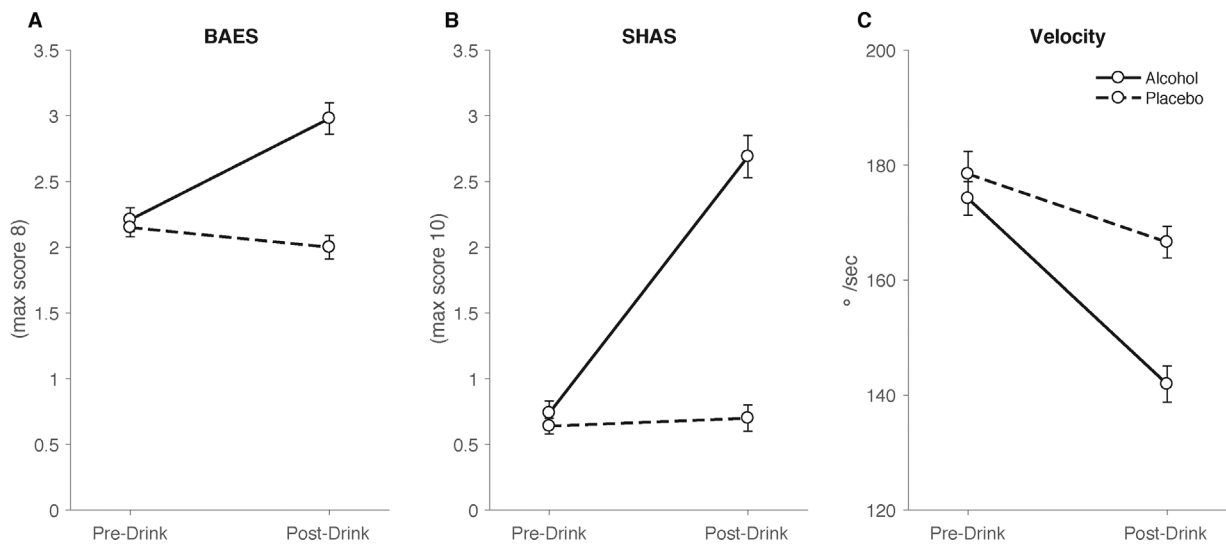 A
BAES
3.5
3
2.5
2
1.5
1
0.5
0
(max score 8)
Pre-Drink
Post-Drink
B
SHAS
3.5
3
2.5
2
1.5
1
0.5
0
(max score 10)
Pre-Drink
Post-Drink
C
Velocity
200
180
160
140
120
° /sec
Alcohol
Placebo
Pre-Drink
Post-Drink